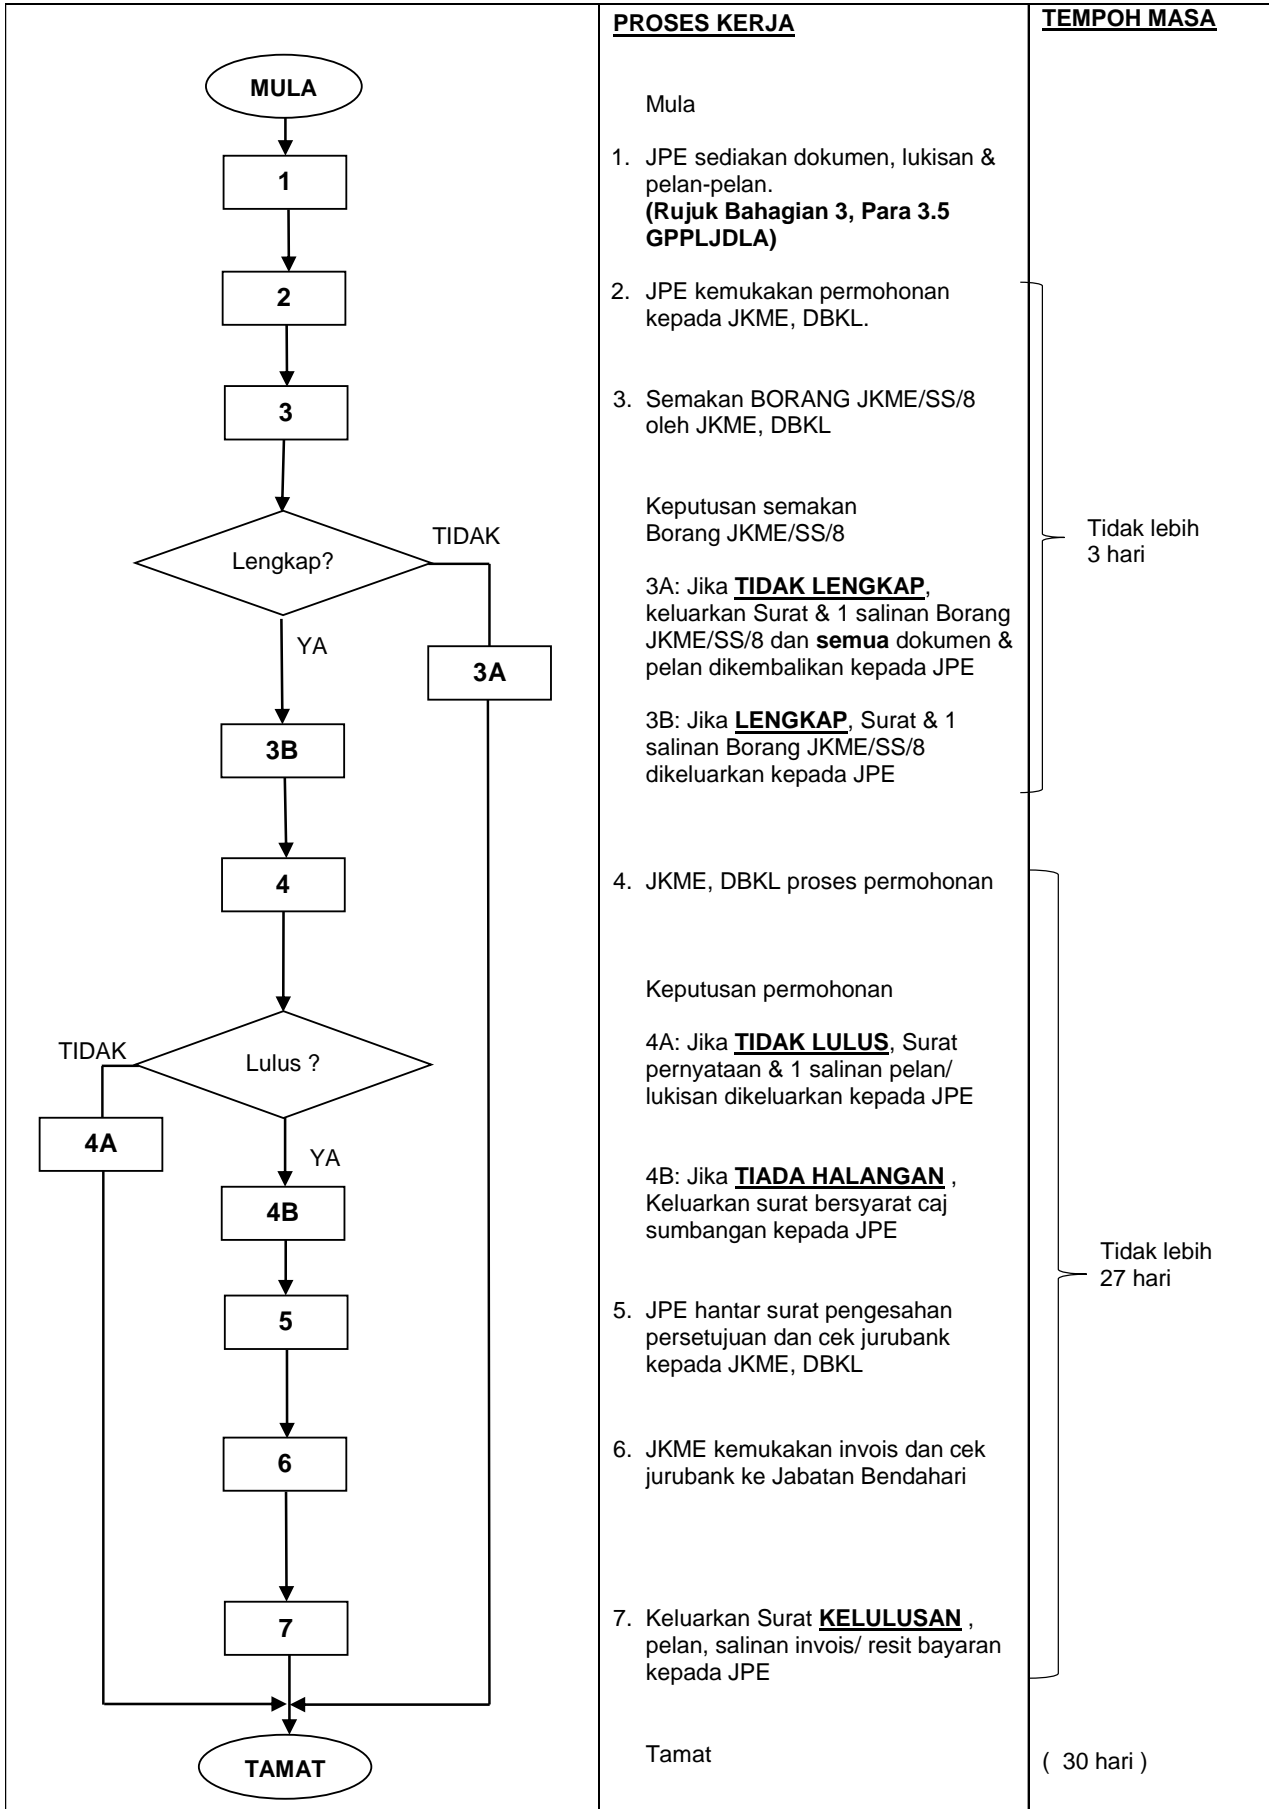 MULA
1
2
3
Lengkap?
TIDAK
YA
3A
3B
4
Lulus ?
TIDAK
4A
YA
4B
5
6
7
TAMAT
PROSES KERJA
Mula
1. JPE sediakan dokumen, lukisan &
pelan-pelan.
(Rujuk Bahagian 3, Para 3.5
GPPLJDLA)
2. JPE kemukakan permohonan
kepada JKME, DBKL.
3. Semakan BORANG JKME/SS/8
oleh JKME, DBKL
Keputusan semakan
Borang JKME/SS/8
3A: Jika TIDAK LENGKAP,
keluarkan Surat & 1 salinan Borang
JKME/SS/8 dan semua dokumen &
pelan dikembalikan kepada JPE
3B: Jika LENGKAP, Surat & 1
salinan Borang JKME/SS/8
dikeluarkan kepada JPE
4. JKME, DBKL proses permohonan
Keputusan permohonan
4A: Jika TIDAK LULUS, Surat
pernyataan & 1 salinan pelan/
lukisan dikeluarkan kepada JPE
4B: Jika TIADA HALANGAN ,
Keluarkan surat bersyarat caj
sumbangan kepada JPE
5. JPE hantar surat pengesahan
persetujuan dan cek jurubank
kepada JKME, DBKL
6. JKME kemukakan invois dan cek
jurubank ke Jabatan Bendahari
7. Keluarkan Surat KELULUSAN ,
pelan, salinan invois/ resit bayaran
kepada JPE
Tamat
TEMPOH MASA
Tidak lebih
3 hari
Tidak lebih
27 hari
( 30 hari )